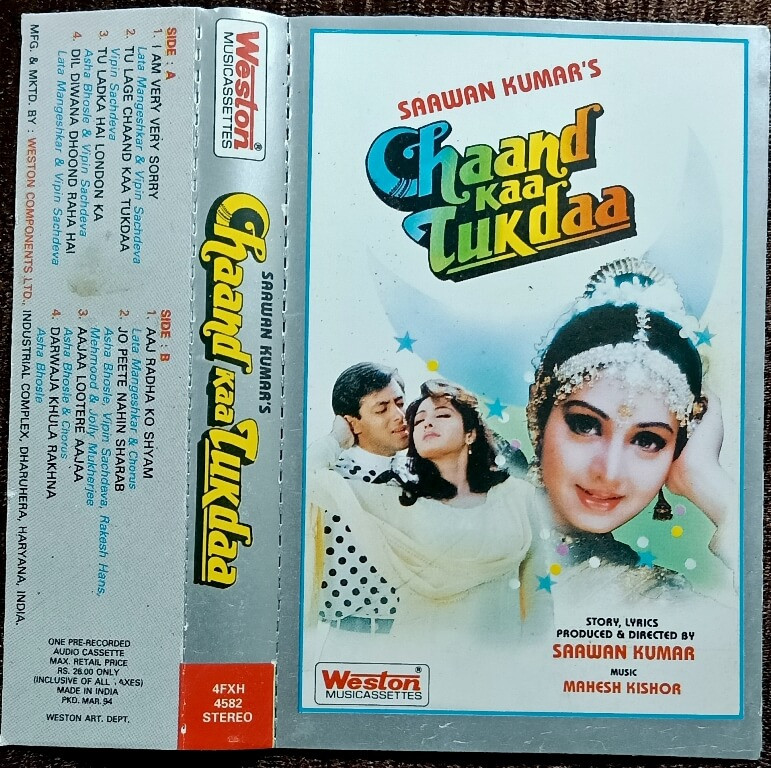 SIDE : A
1. I AM VERY VERY SORRY
Lata Mangeshkar & Vipin Sachdeva
2. TU LAGE CHAAND KAA TUKDAA
Vipin Sachdeva
3. TU LADKA HAI LONDON KA
Asha Bhosle & Vipin Sachdeva
4. DIL DIWANA DHOOND RAHA HAI
Lata Mangeshkar & Vipin Sachdeva
SIDE : B
1. AAJ RADHA KO SHYAM
Lata Mangeshkar & Chorus
2. JO PEETE NAHIN SHARAB
Asha Bhosle, Vipin Sachdeva, Rakesh Hans,
Mehmood & Jolly Mukherjee
3. AAJAA LOOTERE AAJAA
Asha Bhosle & Chorus
4. DARWAJA KHULA RAKHNA
Asha Bhosle
MFG. & MKTD. BY : WESTON COMPONENTS LTD., INDUSTRIAL COMPLEX, DHARUHERA, HARYANA, INDIA.
ONE PRE-RECORDED
AUDIO CASSETTE
MAX. RETAIL PRICE
RS. 26.00 ONLY
(INCLUSIVE OF ALL TAXES)
MADE IN INDIA
PKD. MAR. 94
WESTON ART. DEPT.
Weston®
MUSICASSETTES
SAAWAN KUMAR'S
Chaand Kaa Tukdaa
4FXH
4582
STEREO
SAAWAN KUMAR'S
Chaand
Kaa
Tukdaa
STORY, LYRICS
PRODUCED & DIRECTED BY
SAAWAN KUMAR
MUSIC
MAHESH KISHOR
Weston®
MUSICASSETTES